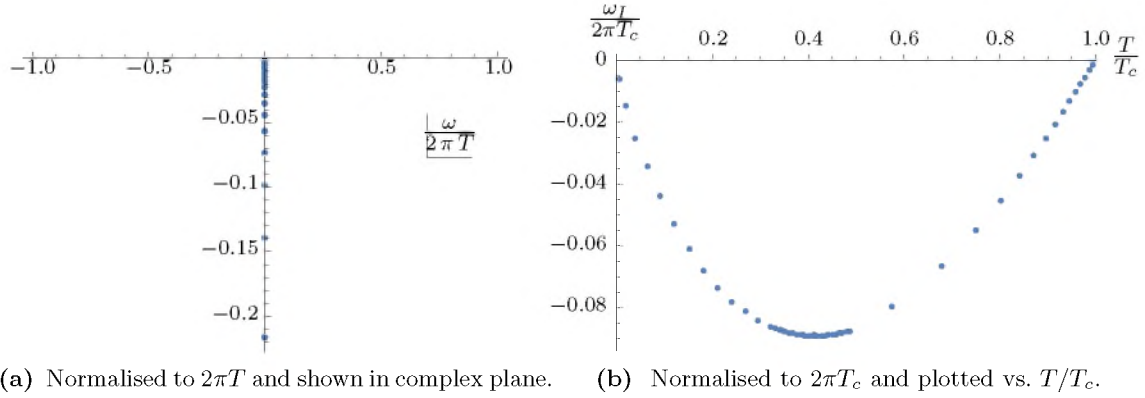 −1.0 −0.5 0.5 1.0
−0.05
ω
2 π T
−0.1
−0.15
−0.2
ω_I
2πT_c
0.2 0.4 0.6 0.8 1.0
T
T_c
0
−0.02
−0.04
−0.06
−0.08
(a) Normalised to 2πT and shown in complex plane.
(b) Normalised to 2πT_c and plotted vs. T/T_c.